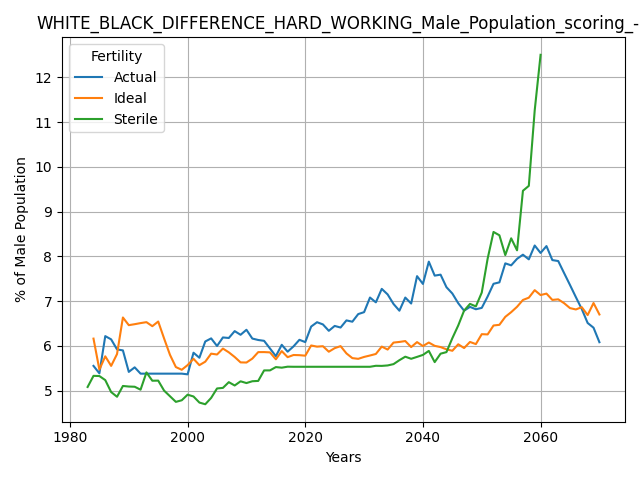 WHITE_BLACK_DIFFERENCE_HARD_WORKING_Male_Population_scoring_-
Fertility
Actual
Ideal
Sterile
12
11
10
9
8
7
6
5
% of Male Population
1980
2000
2020
2040
2060
Years